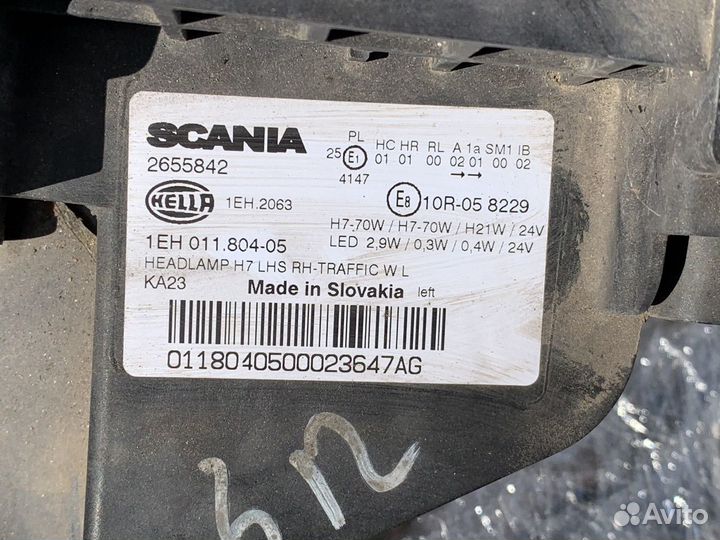 SCANIA
2655842
PL HC HR RL A 1a SM1 IB
25 E1 01 01 00 02 01 00 02
4147 →→
HELLA 1EH.2063
E8 10R-05 8229
1EH 011.804-05
H7-70W / H7-70W / H21W / 24V
LED 2,9W / 0,3W / 0,4W / 24V
HEADLAMP H7 LHS RH-TRAFFIC W L
KA23 Made in Slovakia left
0118040500023647AG
Avito